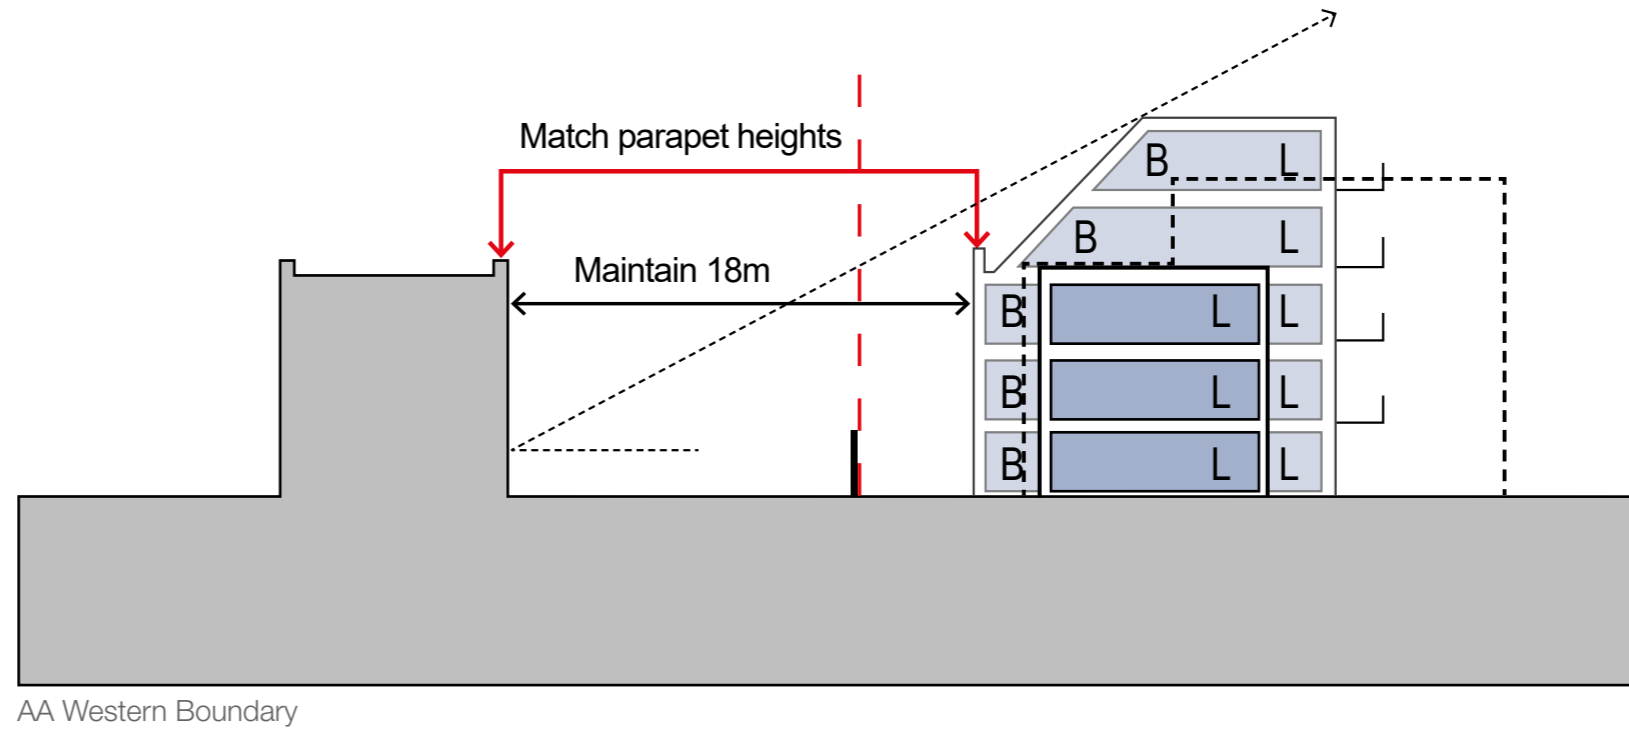 Match parapet heights
B L
B L
Maintain 18m
B L L
B L L
B L L
AA Western Boundary